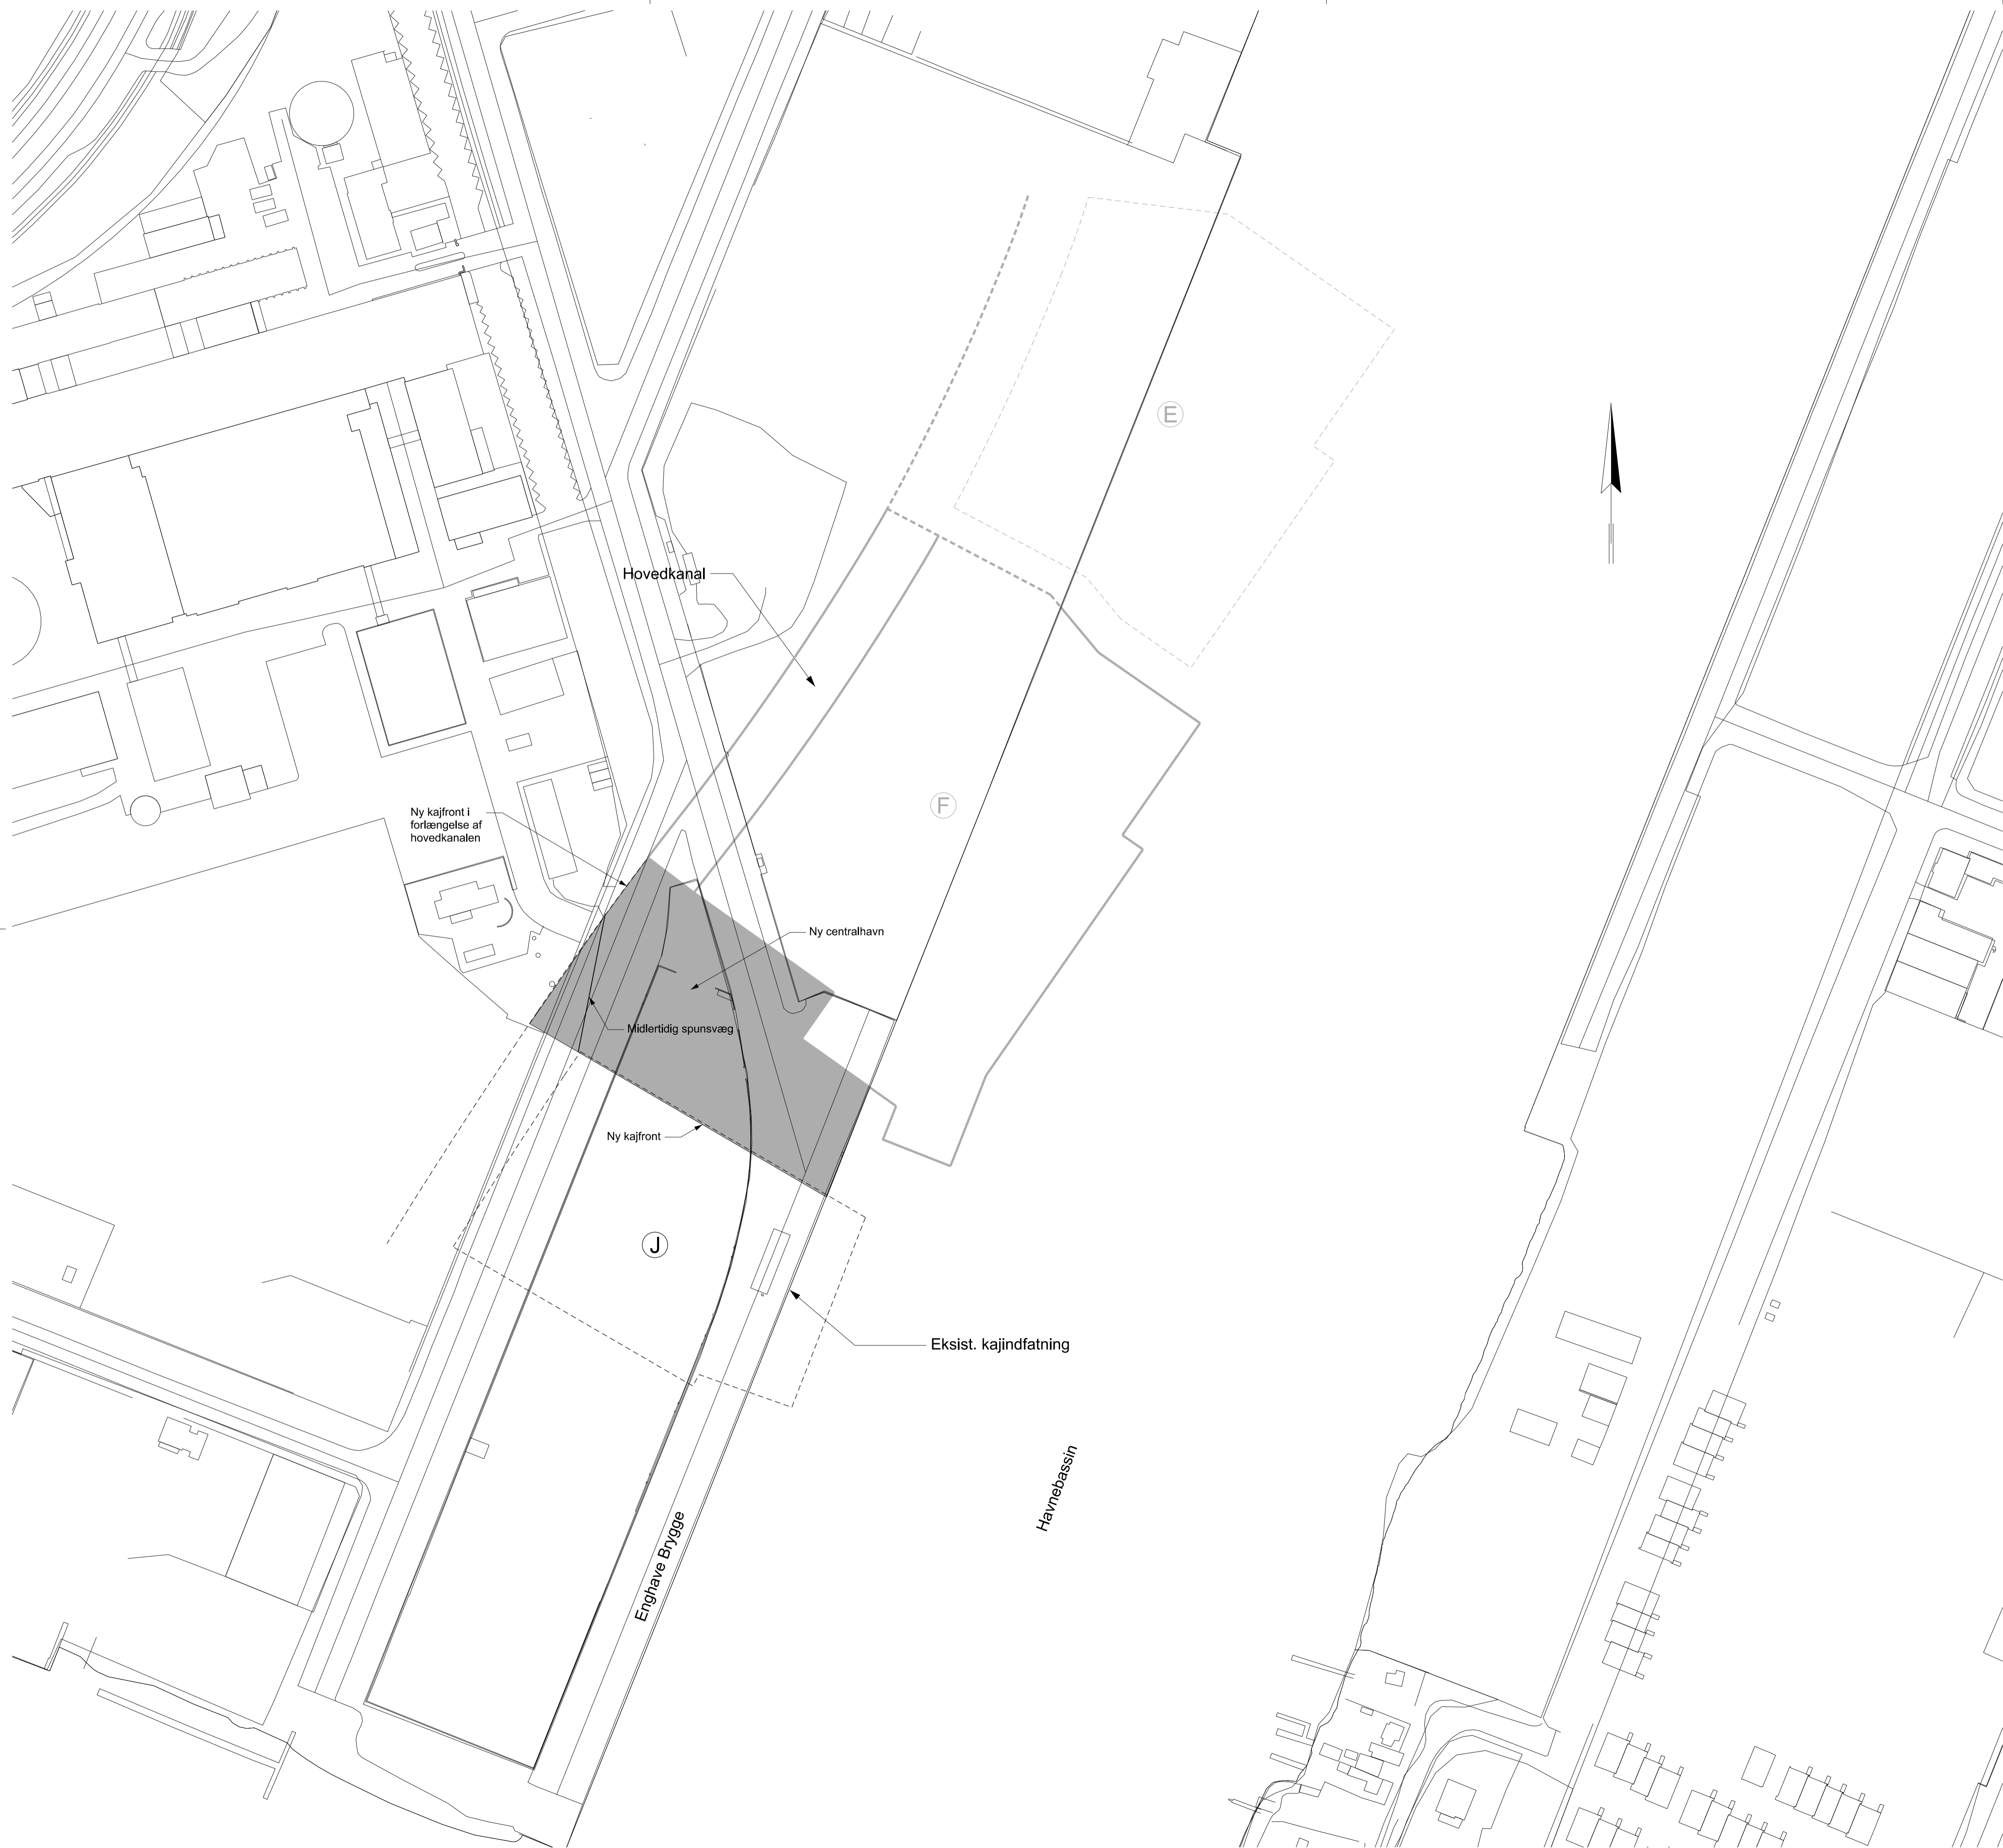 E
Hovedkanal
F
Ny kajfront i
forlængelse af
hovedkanalen
Ny centralhavn
Midlertidig spunsvæg
Ny kajfront
J
Eksist. kajindfatning
Havnebassin
Enghave Brygge